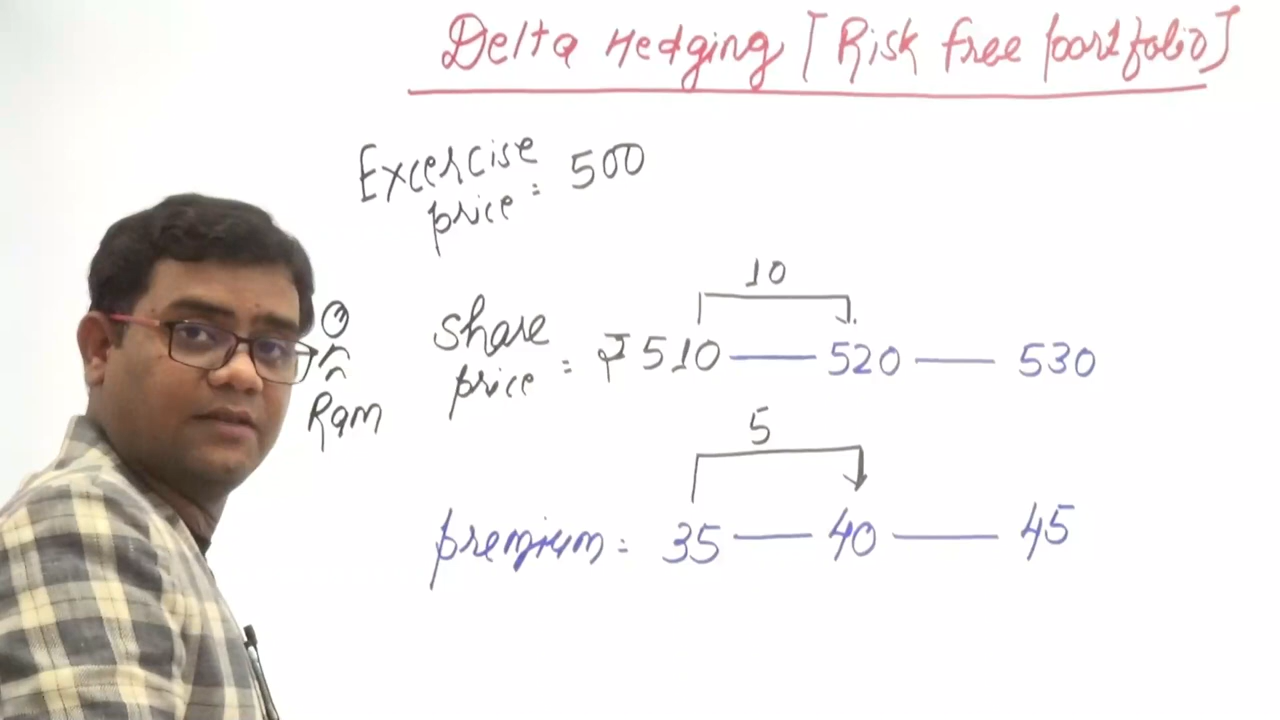 Delta Hedging [Risk free portfolio]
Excercise price = 500
10
Share price = ₹510 — 520 — 530
Ram
5
premium = 35 — 40 — 45